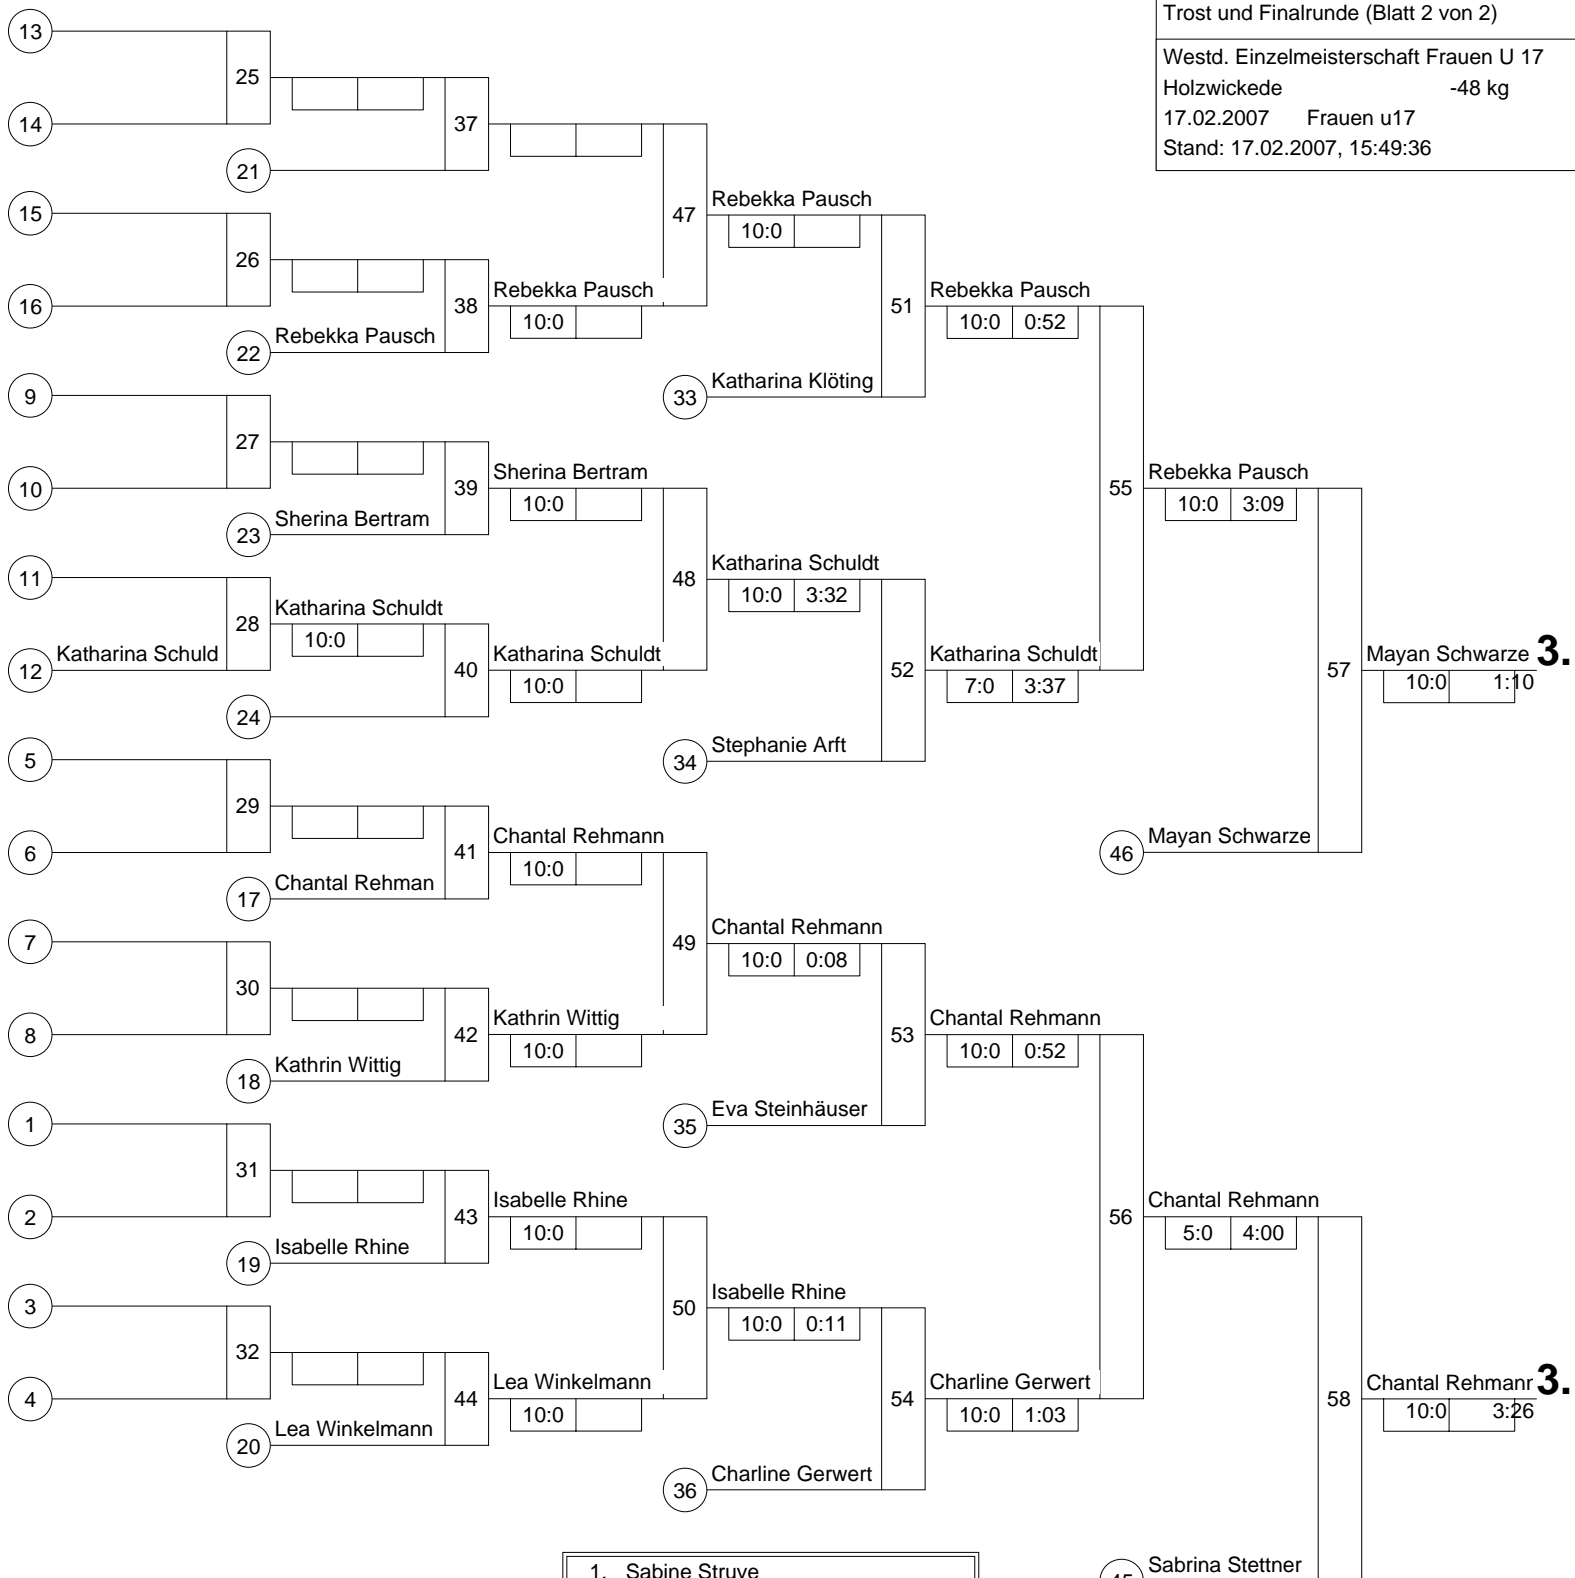 Trost und Finalrunde (Blatt 2 von 2)
Westd. Einzelmeisterschaft Frauen U 17
Holzwickede -48 kg
17.02.2007 Frauen u17
Stand: 17.02.2007, 15:49:36
13
25
14
37
21
15
47
Rebekka Pausch
10:0
26
16
38
Rebekka Pausch
10:0
22
Rebekka Pausch
51
Rebekka Pausch
10:0 0:52
33
Katharina Klöting
9
27
10
39
Sherina Bertram
10:0
23
Sherina Bertram
55
Rebekka Pausch
10:0 3:09
11
48
Katharina Schuldt
10:0 3:32
28
Katharina Schuldt
10:0
12
Katharina Schuld
40
Katharina Schuldt
10:0
24
52
Katharina Schuldt
7:0 3:37
34
Stephanie Arft
57
Mayan Schwarze 3.
10:0 1:10
46
Mayan Schwarze
5
29
6
41
Chantal Rehmann
10:0
17
Chantal Rehman
7
49
Chantal Rehmann
10:0 0:08
30
8
42
Kathrin Wittig
10:0
18
Kathrin Wittig
53
Chantal Rehmann
10:0 0:52
35
Eva Steinhäuser
1
31
2
43
Isabelle Rhine
10:0
19
Isabelle Rhine
56
Chantal Rehmann
5:0 4:00
3
50
Isabelle Rhine
10:0 0:11
32
4
44
Lea Winkelmann
10:0
20
Lea Winkelmann
54
Charline Gerwert
10:0 1:03
36
Charline Gerwert
58
Chantal Rehmanr 3.
10:0 3:26
1. Sabine Struve
45
Sabrina Stettner